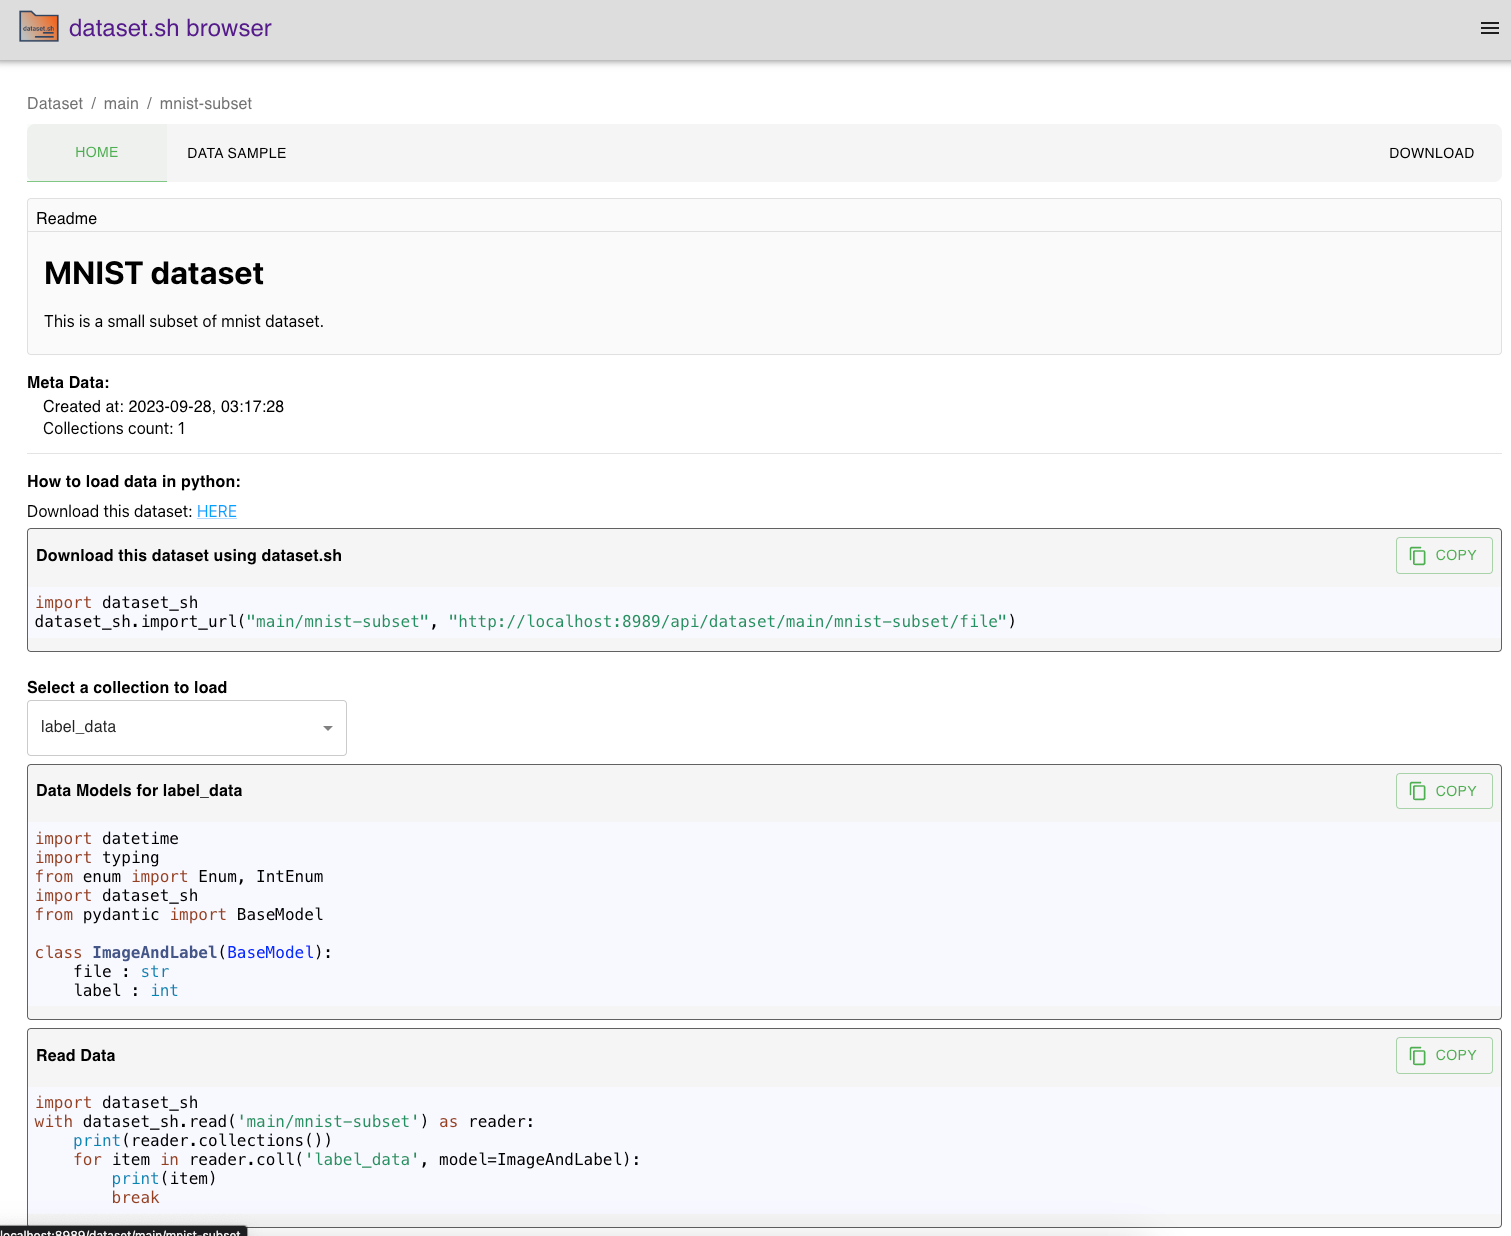 dataset.sh
dataset.sh browser
Dataset / main / mnist-subset
HOME
DATA SAMPLE
DOWNLOAD
Readme
MNIST dataset
This is a small subset of mnist dataset.
Meta Data:
Created at: 2023-09-28, 03:17:28
Collections count: 1
How to load data in python:
Download this dataset: HERE
Download this dataset using dataset.sh
COPY
import dataset_sh
dataset_sh.import_url("main/mnist-subset", "http://localhost:8989/api/dataset/main/mnist-subset/file")
Select a collection to load
label_data
Data Models for label_data
COPY
import datetime
import typing
from enum import Enum, IntEnum
import dataset_sh
from pydantic import BaseModel
class ImageAndLabel(BaseModel):
    file : str
    label : int
Read Data
COPY
import dataset_sh
with dataset_sh.read('main/mnist-subset') as reader:
    print(reader.collections())
    for item in reader.coll('label_data', model=ImageAndLabel):
        print(item)
        break
localhost:8989/dataset/main/mnist-subset